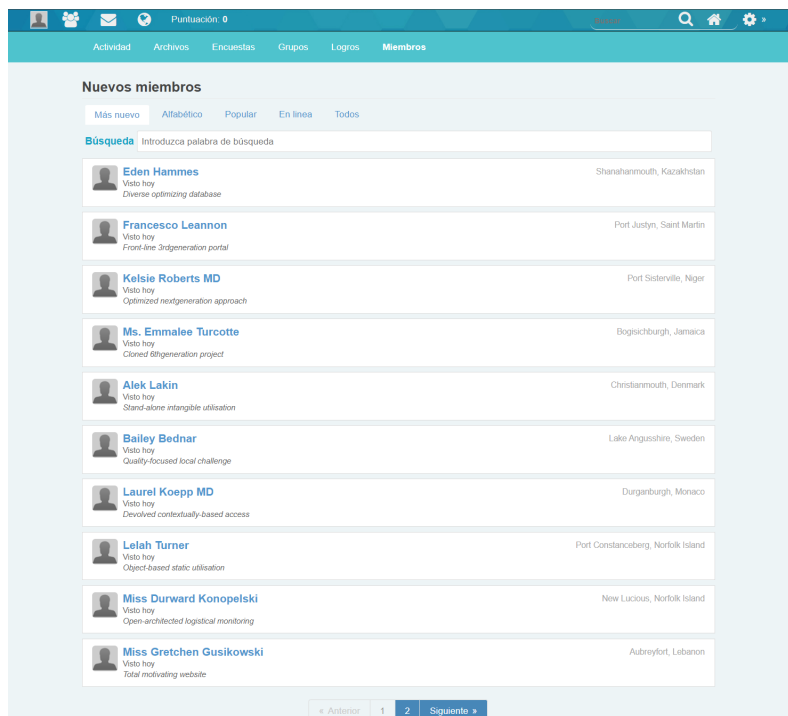 Puntuación: 0
Actividad Archivos Encuestas Grupos Logros Miembros
Nuevos miembros
Más nuevo Alfabético Popular En linea Todos
Búsqueda Introduzca palabra de búsqueda
Eden Hammes Shanahanmouth, Kazakhstan
Visto hoy
Diverse optimizing database
Francesco Leannon Port Justyn, Saint Martin
Visto hoy
Front-line 3rdgeneration portal
Kelsie Roberts MD Port Sisterville, Niger
Visto hoy
Optimized nextgeneration approach
Ms. Emmalee Turcotte Bogisichburgh, Jamaica
Visto hoy
Cloned 6thgeneration project
Alek Lakin Christianmouth, Denmark
Visto hoy
Stand-alone intangible utilisation
Bailey Bednar Lake Angusshire, Sweden
Visto hoy
Quality-focused local challenge
Laurel Koepp MD Durganburgh, Monaco
Visto hoy
Devolved contextually-based access
Lelah Turner Port Constanceberg, Norfolk Island
Visto hoy
Object-based static utilisation
Miss Durward Konopelski New Lucious, Norfolk Island
Visto hoy
Open-architected logistical monitoring
Miss Gretchen Gusikowski Aubreyfort, Lebanon
Visto hoy
Total motivating website
« Anterior 1 2 Siguiente »